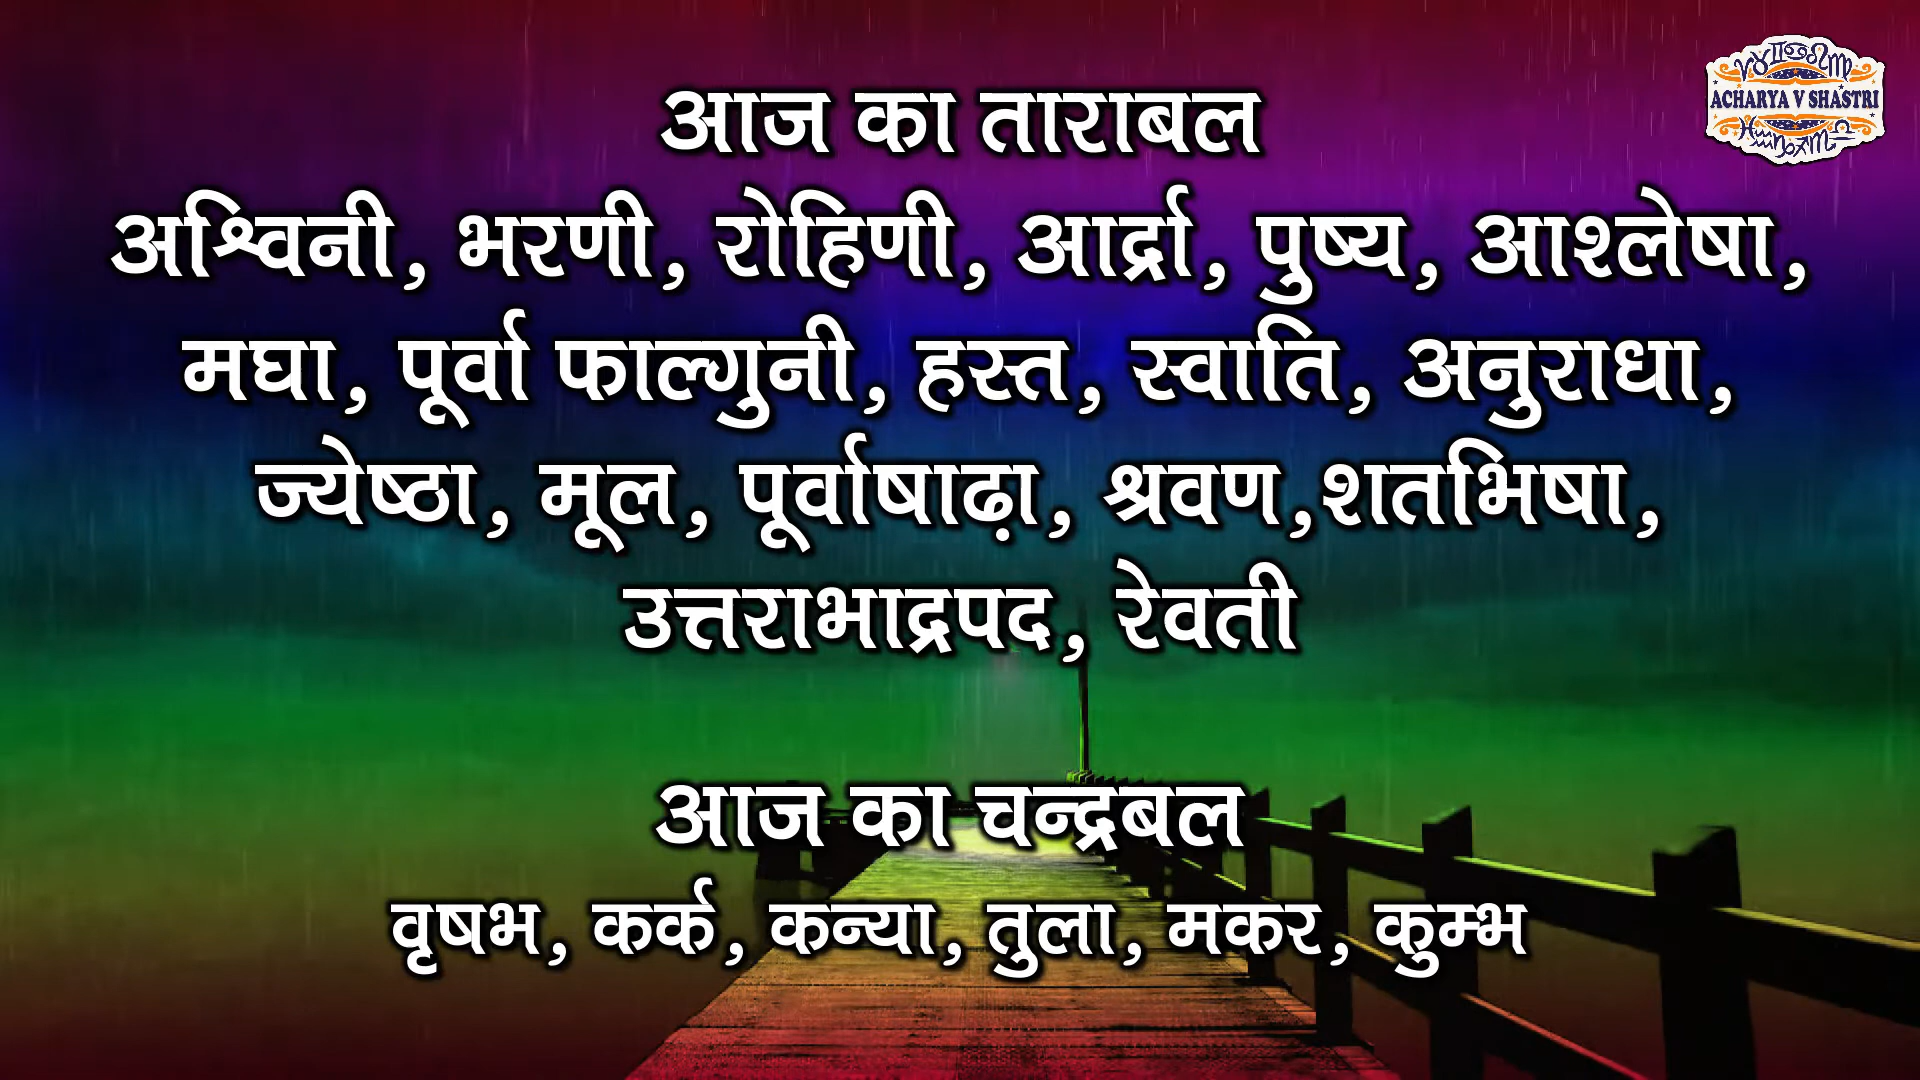 ACHARYA V SHASTRI
आज का ताराबल
अश्विनी, भरणी, रोहिणी, आर्द्रा, पुष्य, आश्लेषा,
मघा, पूर्वा फाल्गुनी, हस्त, स्वाति, अनुराधा,
ज्येष्ठा, मूल, पूर्वाषाढ़ा, श्रवण,शतभिषा,
उत्तराभाद्रपद, रेवती
आज का चन्द्रबल
वृषभ, कर्क, कन्या, तुला, मकर, कुम्भ